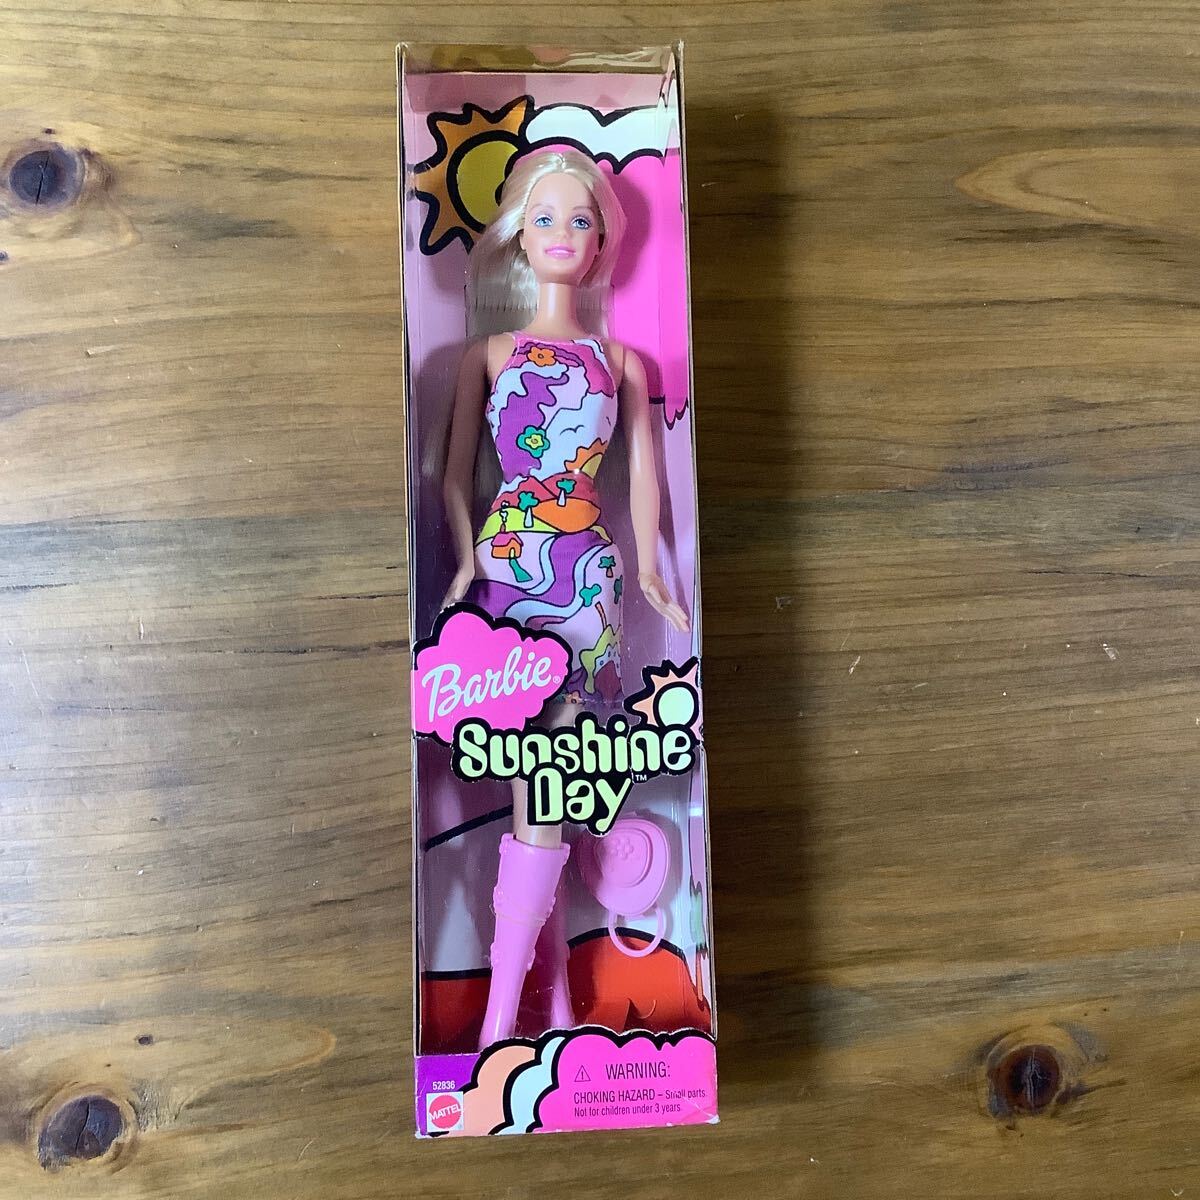 Barbie®
Sunshine
Day™
52836
MATTEL
⚠ WARNING:
CHOKING HAZARD – Small parts.
Not for children under 3 years.